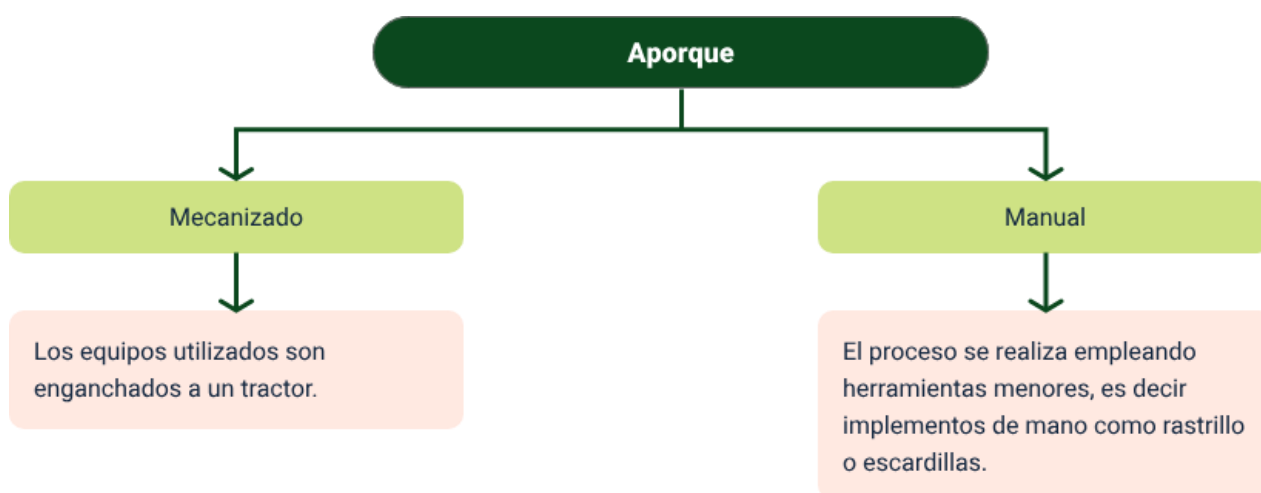 Aporque
Mecanizado
Manual
Los equipos utilizados son
enganchados a un tractor.
El proceso se realiza empleando
herramientas menores, es decir
implementos de mano como rastrillo
o escardillas.